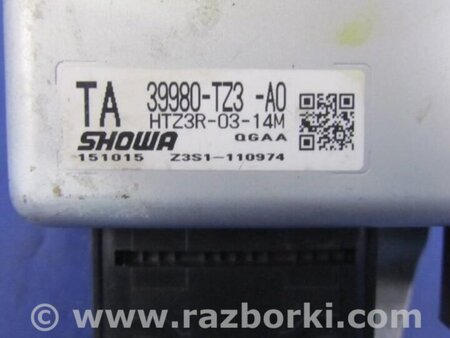 TA 39980-TZ3 -A0
HTZ3R-03-14M
SHOWA QGAA
151015 Z3S1-110974
© www.razborki.com